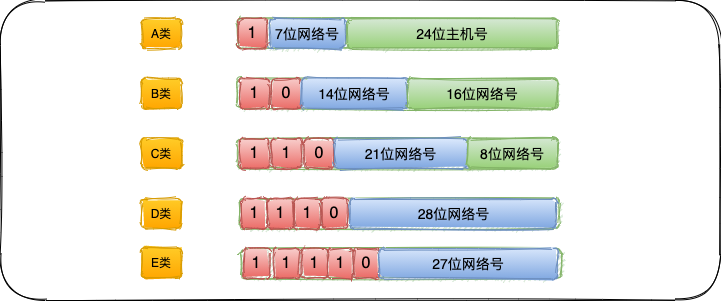 A类 1 7位网络号 24位主机号
B类 1 0 14位网络号 16位网络号
C类 1 1 0 21位网络号 8位网络号
D类 1 1 1 0 28位网络号
E类 1 1 1 1 0 27位网络号